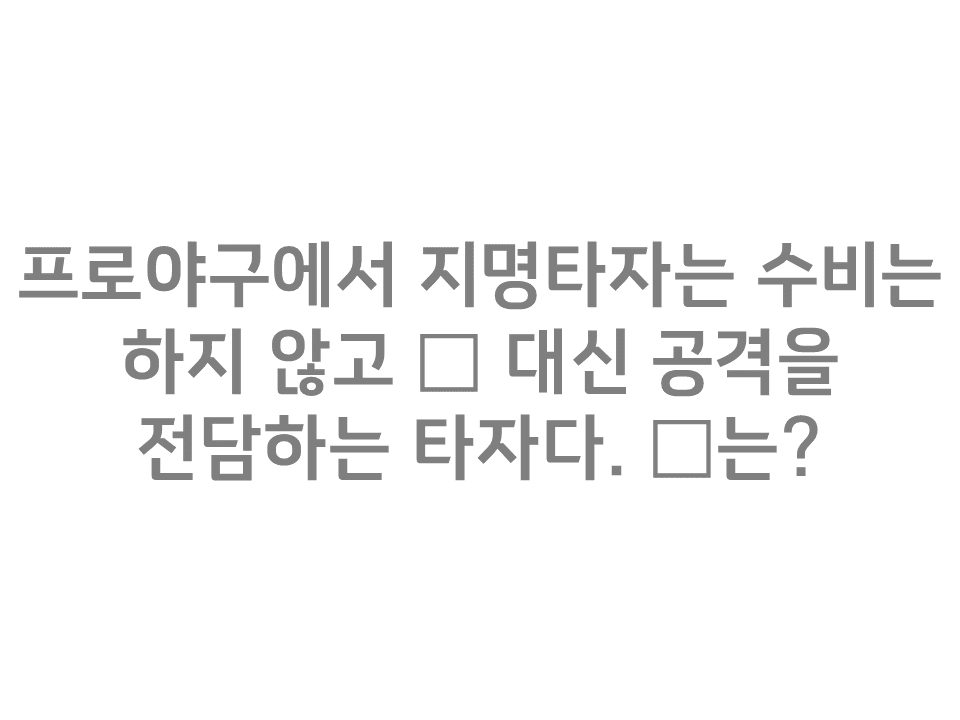 프로야구에서 지명타자는 수비는
하지 않고 □ 대신 공격을
전담하는 타자다. □는?